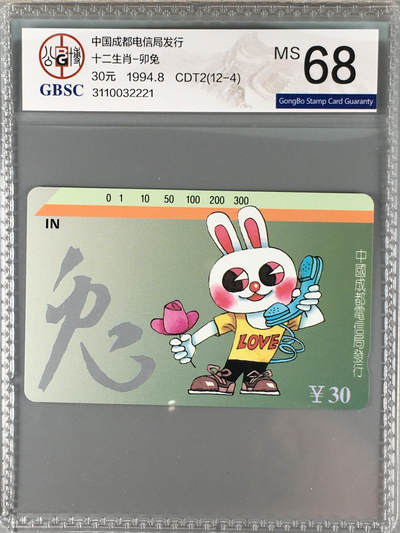 公博
GBSC
中国成都电信局发行
十二生肖-卯兔
30元 1994.8 CDT2(12-4)
3110032221
MS 68
GongBo Stamp Card Guaranty
0 1 10 50 100 200 300
IN
兔
LOVE
中國成都電信局發行
¥30